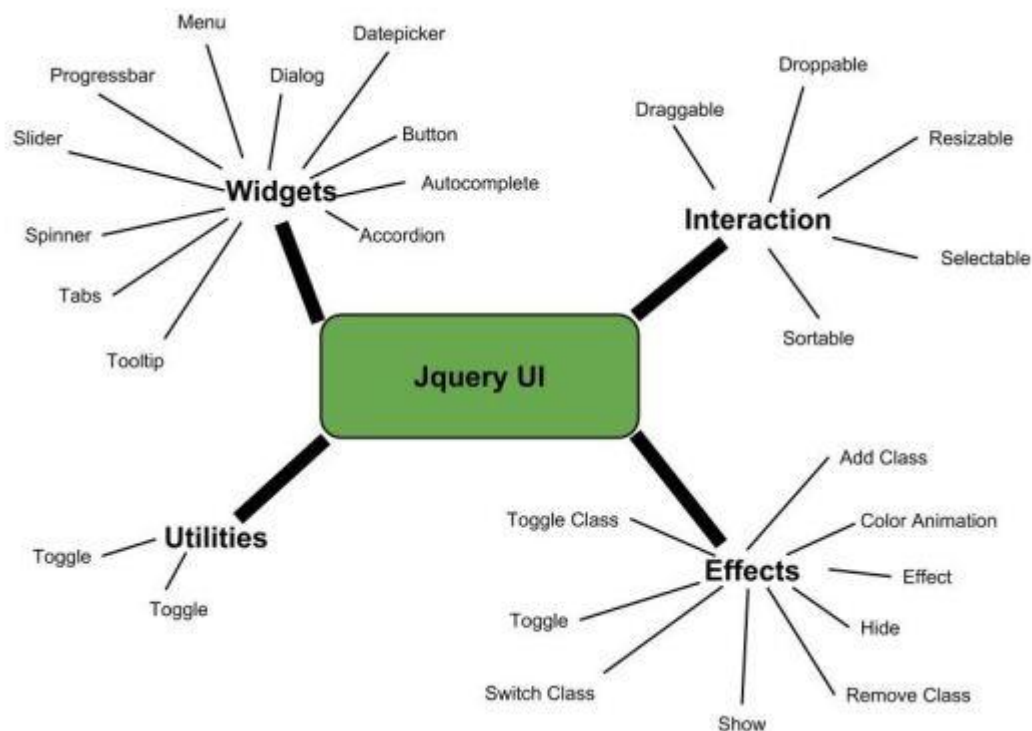 Menu
Datepicker
Progressbar
Dialog
Slider
Button
Widgets
Autocomplete
Spinner
Accordion
Tabs
Tooltip
Droppable
Draggable
Resizable
Interaction
Selectable
Sortable
Jquery UI
Utilities
Toggle
Toggle
Add Class
Toggle Class
Color Animation
Effects
Effect
Toggle
Hide
Switch Class
Remove Class
Show